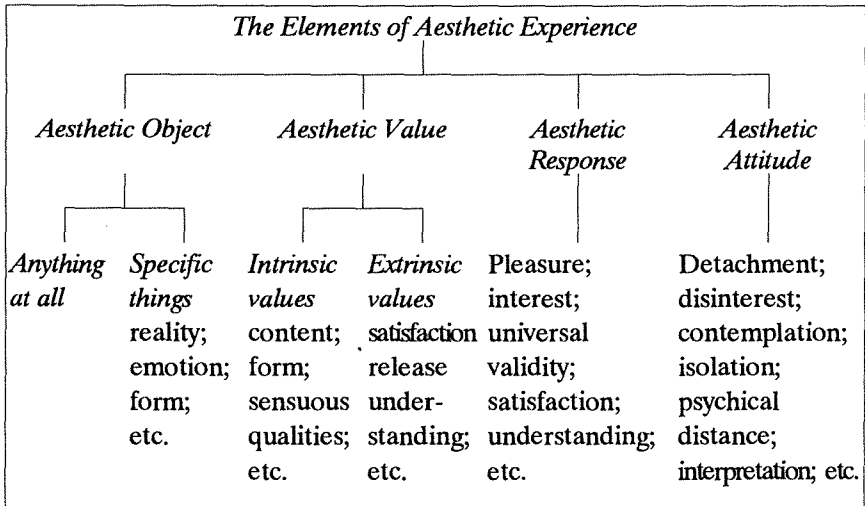 The Elements of Aesthetic Experience
Aesthetic Object
Aesthetic Value
Aesthetic
Response
Aesthetic
Attitude
Anything
at all
Specific
things
reality;
emotion;
form;
etc.
Intrinsic
values
content;
form;
sensuous
qualities;
etc.
Extrinsic
values
satisfaction
release
under-
standing;
etc.
Pleasure;
interest;
universal
validity;
satisfaction;
understanding;
etc.
Detachment;
disinterest;
contemplation;
isolation;
psychical
distance;
interpretation; etc.